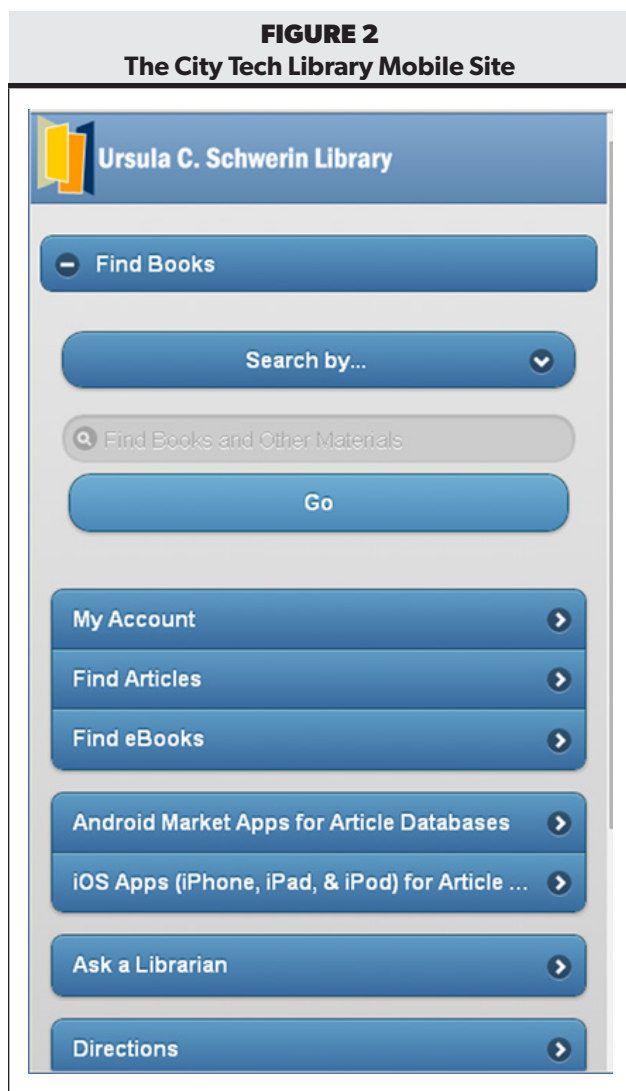 FIGURE 2
The City Tech Library Mobile Site
Ursula C. Schwerin Library
Find Books
Search by...
Find Books and Other Materials
Go
My Account
Find Articles
Find eBooks
Android Market Apps for Article Databases
iOS Apps (iPhone, iPad, & iPod) for Article ...
Ask a Librarian
Directions